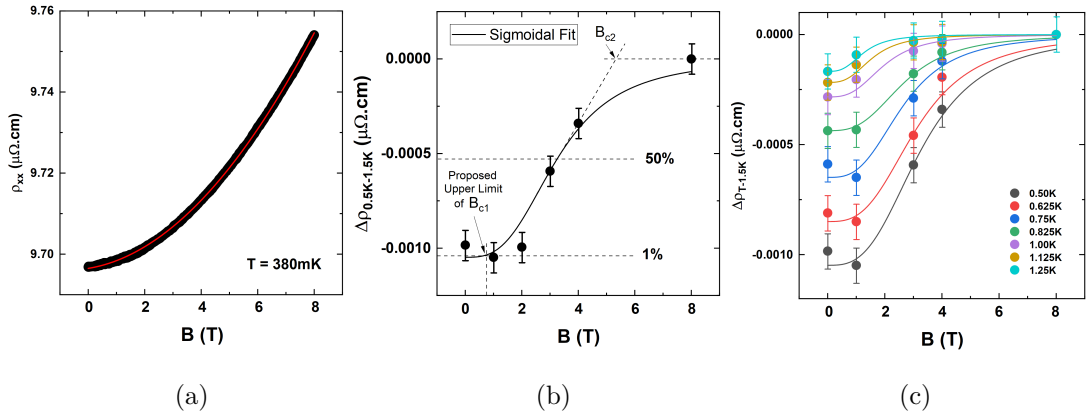 9.76
9.74
9.72
9.70
ρxx (μΩ.cm)
T = 380mK
0 2 4 6 8
B (T)
(a)
Sigmoidal Fit
Bc2
0.0000
-0.0005
-0.0010
Δρ0.5K-1.5K (μΩ.cm)
50%
Proposed
Upper Limit
of Bc1
1%
0 2 4 6 8
B (T)
(b)
0.0000
-0.0005
-0.0010
ΔρT-1.5K (μΩ.cm)
0.50K
0.625K
0.75K
0.825K
1.00K
1.125K
1.25K
0 2 4 6 8
B (T)
(c)